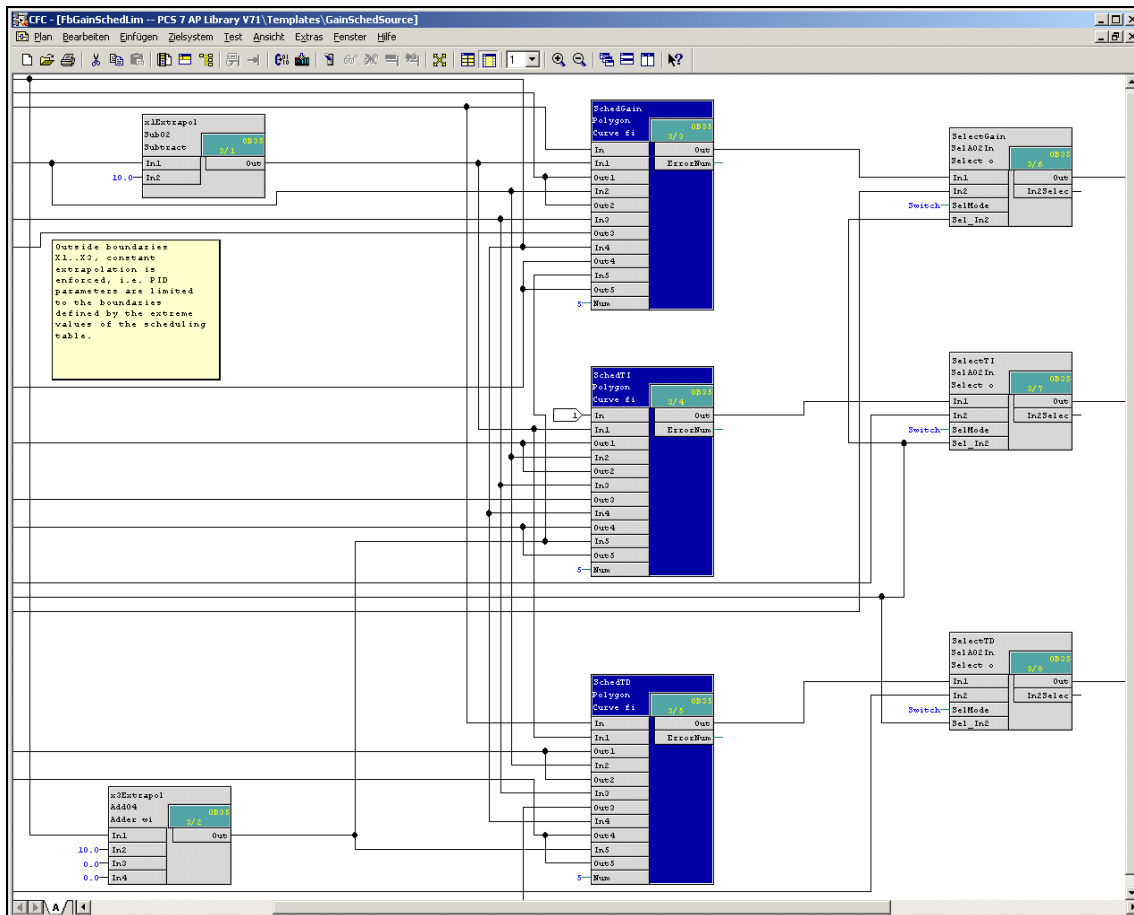 CFC - [FbGainSchedLim -- PCS 7 AP Library V71\Templates\GainSchedSource]
Plan Bearbeiten Einfügen Zielsystem Test Ansicht Extras Fenster Hilfe
1
x1Extrapol
Sub02
Subtract
OB35
3/1
In1
Out
10.0
In2
Outside boundaries
X1..X3, constant
extrapolation is
enforced, i.e. PID
parameters are limited
to the boundaries
defined by the extreme
values of the scheduling
table.
SchedGain
Polygon
Curve fi
OB35
3/3
In
Out
In1
ErrorNum
Out1
In2
Out2
In3
Out3
In4
Out4
In5
Out5
5
Num
SelectGain
SelA02In
Select o
OB35
3/6
In1
Out
In2
In2Selec
Switch
SelMode
Sel_In2
SchedTI
Polygon
Curve fi
OB35
3/4
1
In
Out
In1
ErrorNum
Out1
In2
Out2
In3
Out3
In4
Out4
In5
Out5
5
Num
SelectTI
SelA02In
Select o
OB35
3/7
In1
Out
In2
In2Selec
Switch
SelMode
Sel_In2
SchedTD
Polygon
Curve fi
OB35
3/5
In
Out
In1
ErrorNum
Out1
In2
Out2
In3
Out3
In4
Out4
In5
Out5
5
Num
SelectTD
SelA02In
Select o
OB35
3/8
In1
Out
In2
In2Selec
Switch
SelMode
Sel_In2
x3Extrapol
Add04
Adder wi
OB35
3/2
In1
Out
10.0
In2
0.0
In3
0.0
In4
A